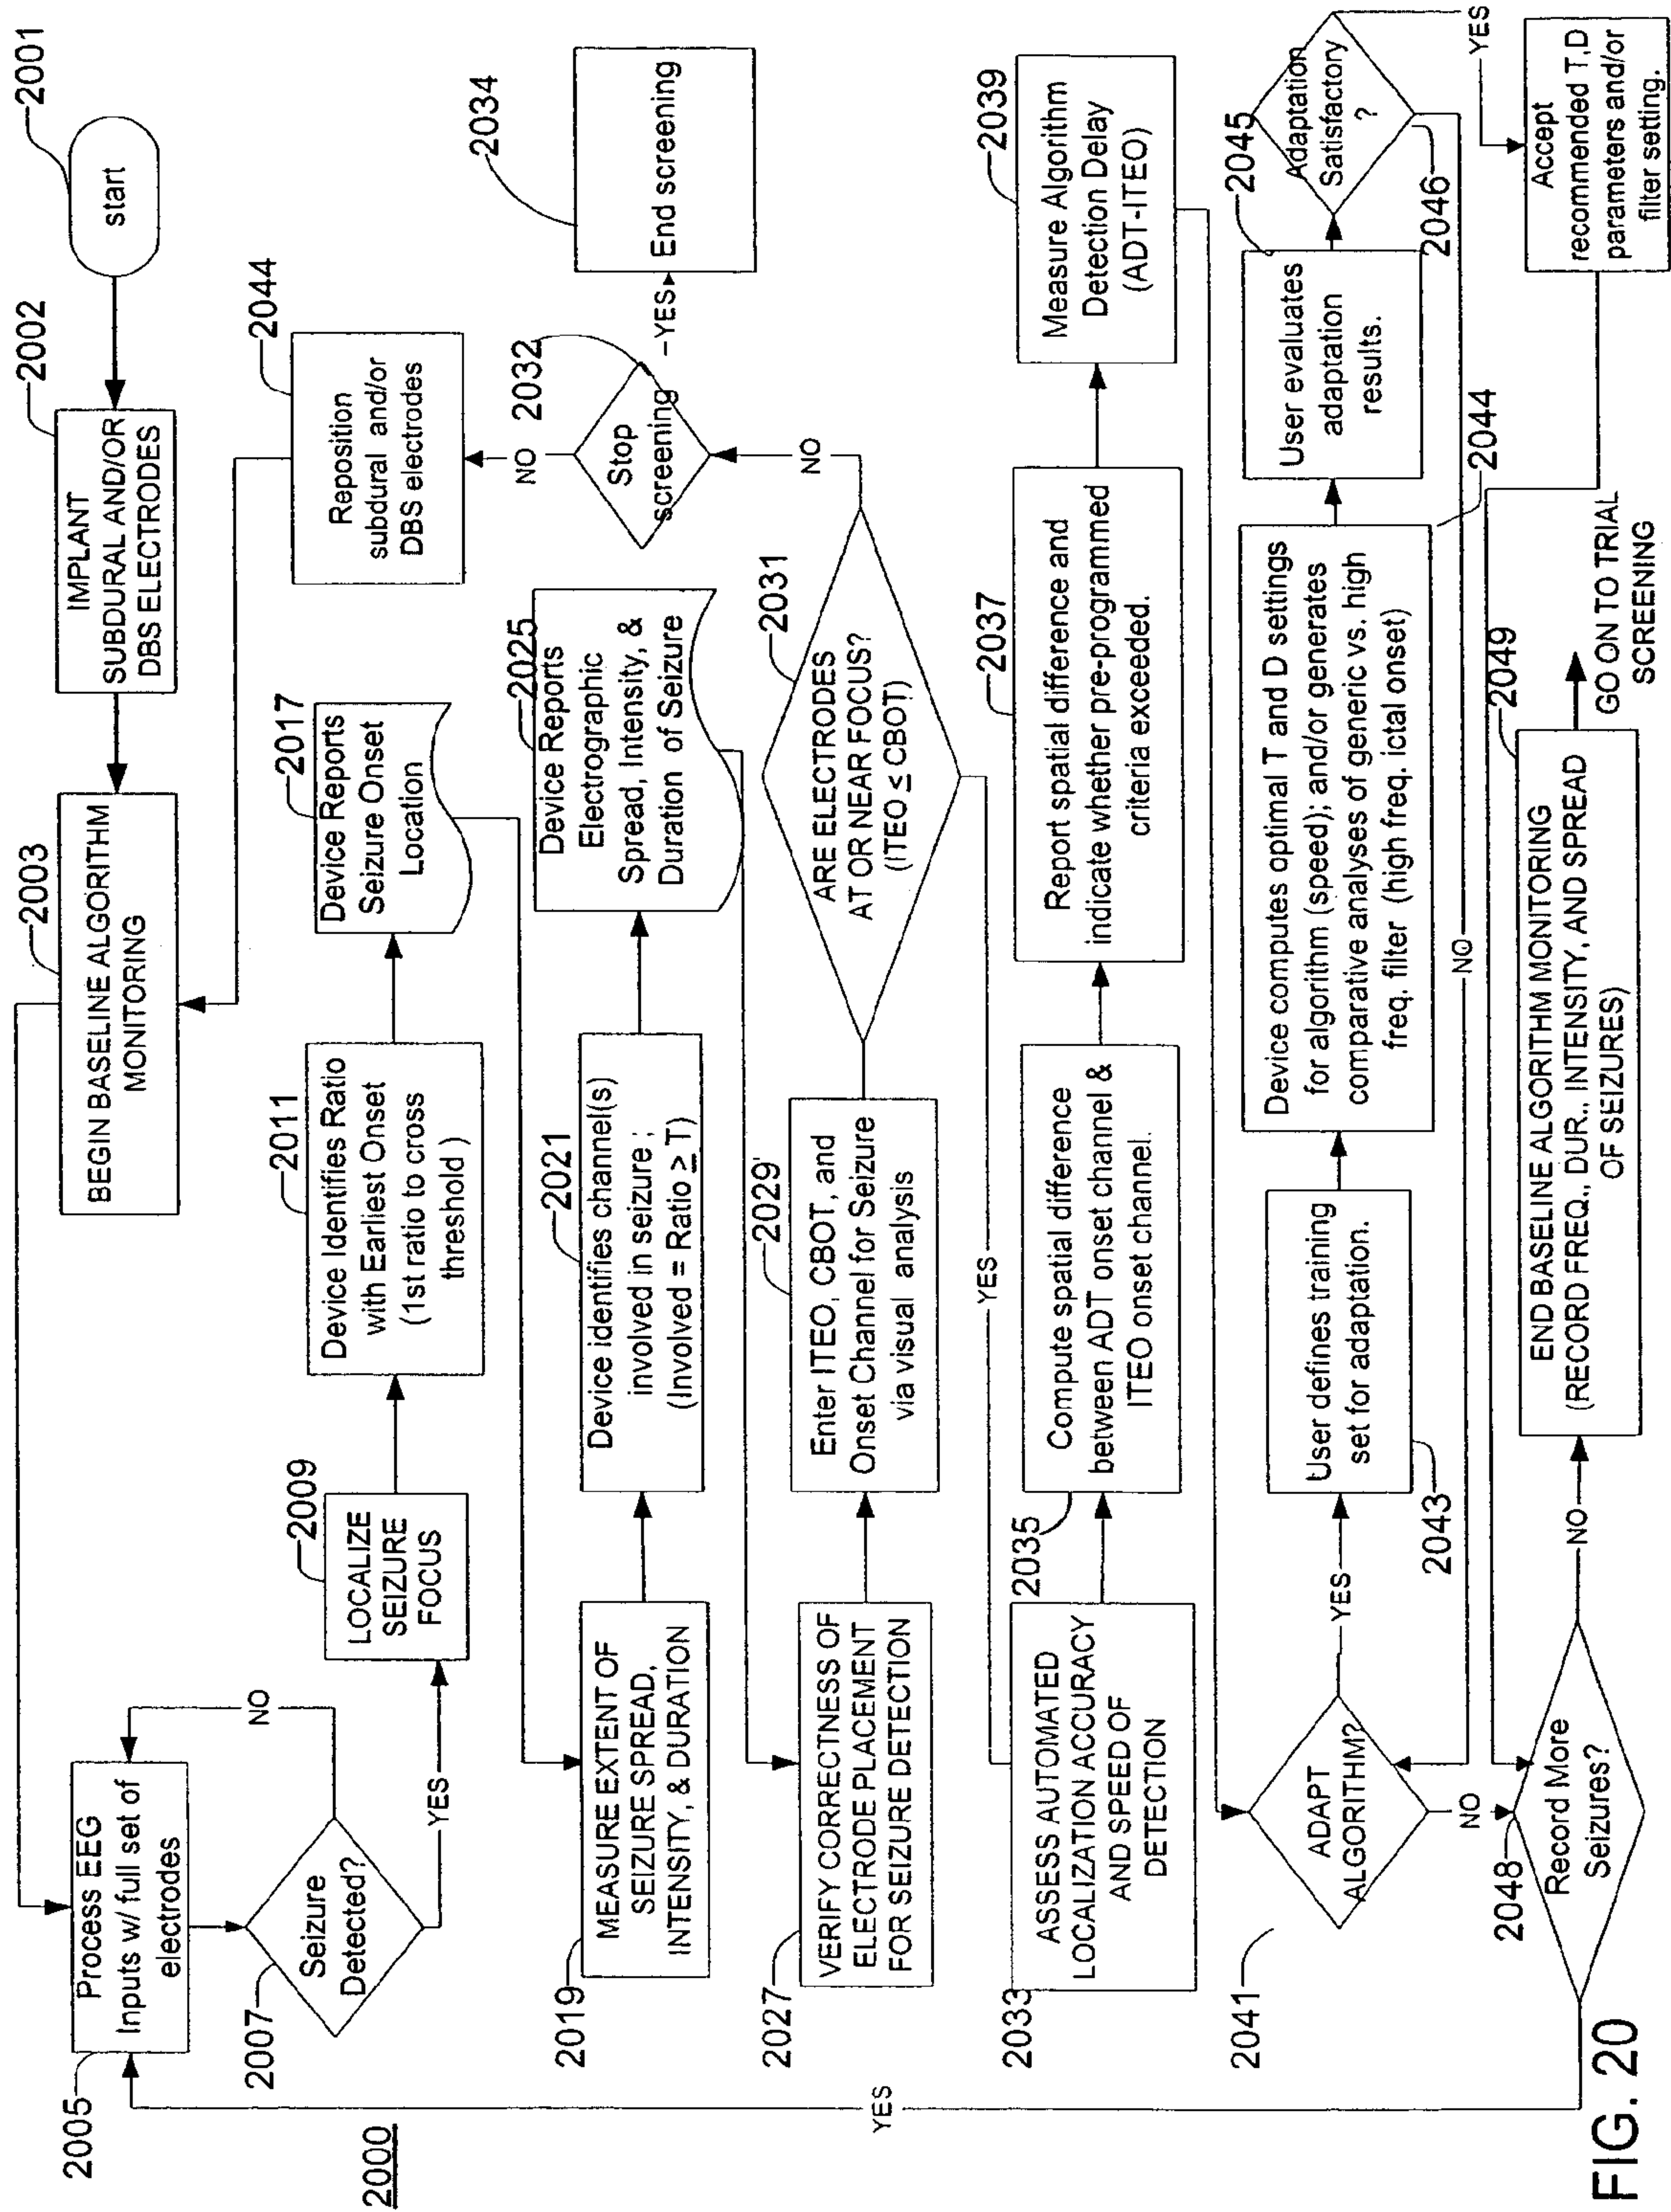 2001
start
2002
IMPLANT
SUBDURAL AND/OR
DBS ELECTRODES
2003
BEGIN BASELINE ALGORITHM
MONITORING
2005
Process EEG
Inputs w/ full set of
electrodes
2007
Seizure
Detected?
NO
YES
2000
2009
LOCALIZE
SEIZURE
FOCUS
2011
Device Identifies Ratio
with Earliest Onset
(1st ratio to cross
threshold )
2017
Device Reports
Seizure Onset
Location
2044
Reposition
subdural and/or
DBS electrodes
2034
End screening
YES
2032
Stop
screening
NO
NO
2019
MEASURE EXTENT OF
SEIZURE SPREAD,
INTENSITY, & DURATION
2021
Device identifies channel(s)
involved in seizure ;
(Involved = Ratio ≥ T)
2025
Device Reports
Electrographic
Spread, Intensity, &
Duration of Seizure
2027
VERIFY CORRECTNESS OF
ELECTRODE PLACEMENT
FOR SEIZURE DETECTION
2029'
Enter ITEO, CBOT, and
Onset Channel for Seizure
via visual analysis
2031
ARE ELECTRODES
AT OR NEAR FOCUS?
(ITEO ≤ CBOT)
YES
2033
ASSESS AUTOMATED
LOCALIZATION ACCURACY
AND SPEED OF
DETECTION
2035
Compute spatial difference
between ADT onset channel &
ITEO onset channel.
2037
Report spatial difference and
indicate whether pre-programmed
criteria exceeded.
2039
Measure Algorithm
Detection Delay
(ADT-ITEO)
2041
ADAPT
ALGORITHM?
YES
NO
2043
User defines training
set for adaptation.
Device computes optimal T and D settings
for algorithm (speed); and/or generates
comparative analyses of generic vs. high
freq. filter (high freq. ictal onset)
2044
2045
User evaluates
adaptation
results.
Adaptation
Satisfactory
?
2046
NO
YES
Accept
recommended T,D
parameters and/or
filter setting.
2048
Record More
Seizures?
YES
NO
2049
END BASELINE ALGORITHM MONITORING
(RECORD FREQ., DUR., INTENSITY, AND SPREAD
OF SEIZURES)
GO ON TO TRIAL
SCREENING
FIG. 20